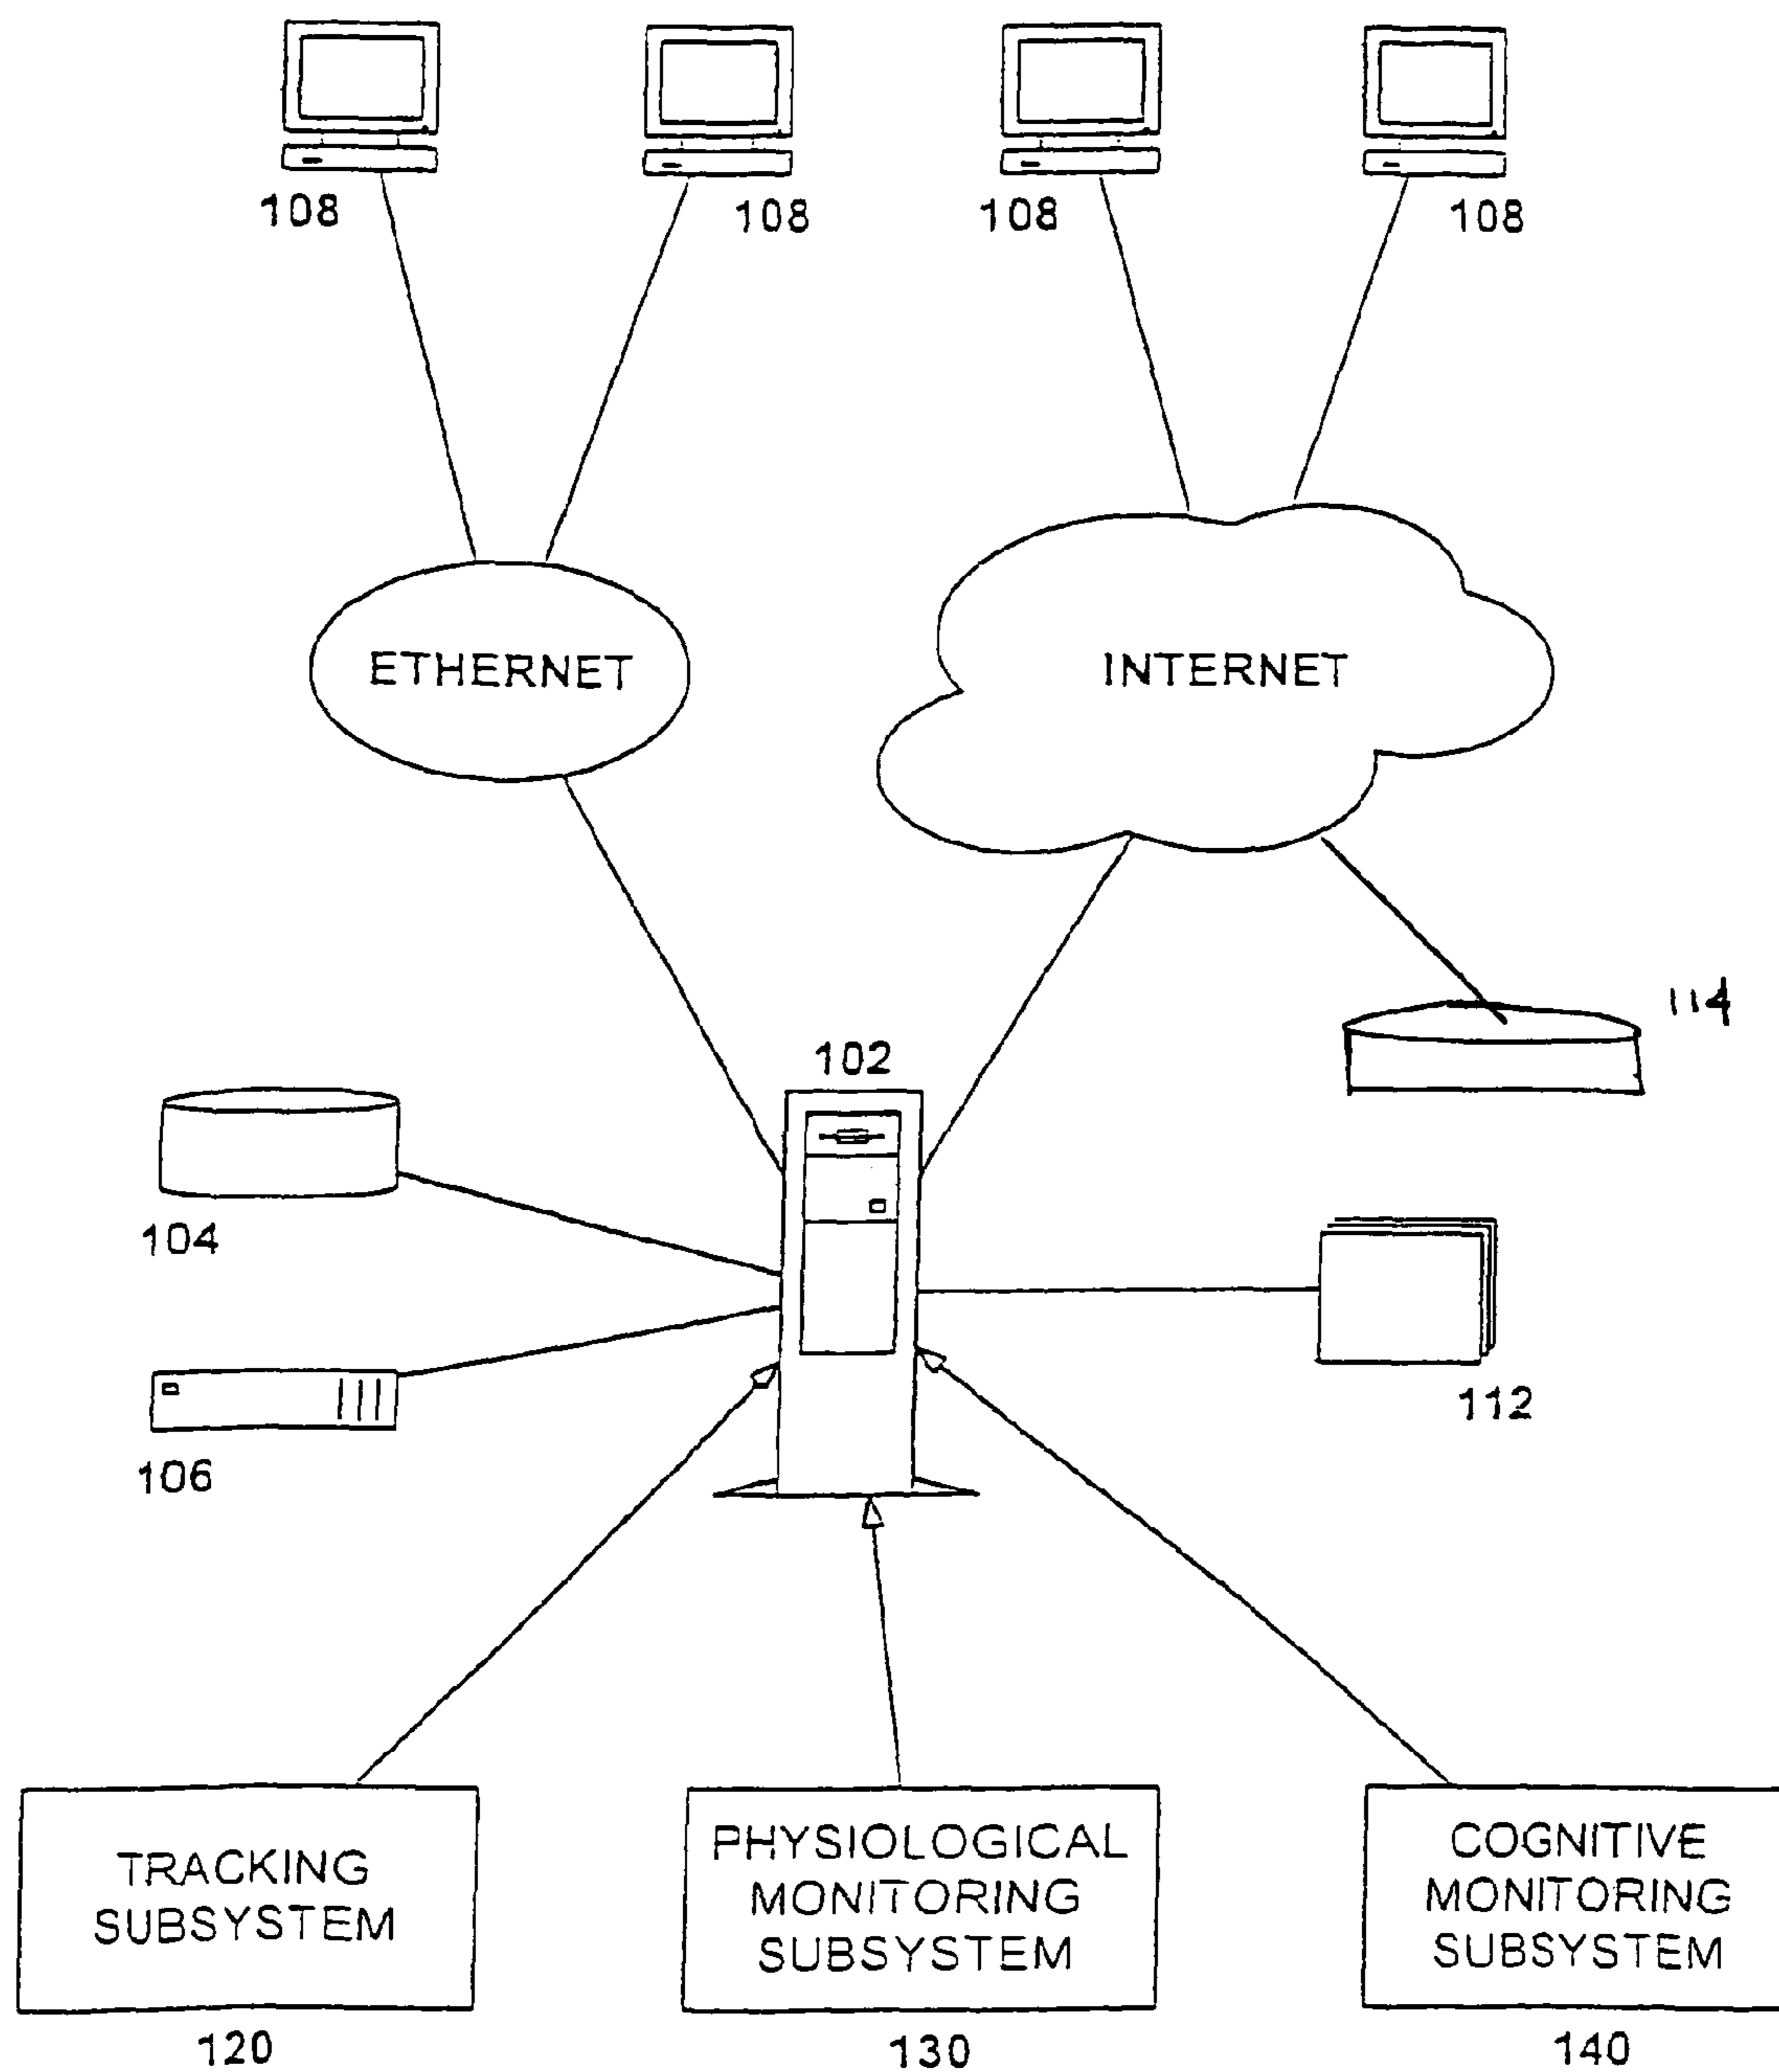 108
108
108
108
ETHERNET
INTERNET
114
102
104
112
106
TRACKING
SUBSYSTEM
PHYSIOLOGICAL
MONITORING
SUBSYSTEM
COGNITIVE
MONITORING
SUBSYSTEM
120
130
140